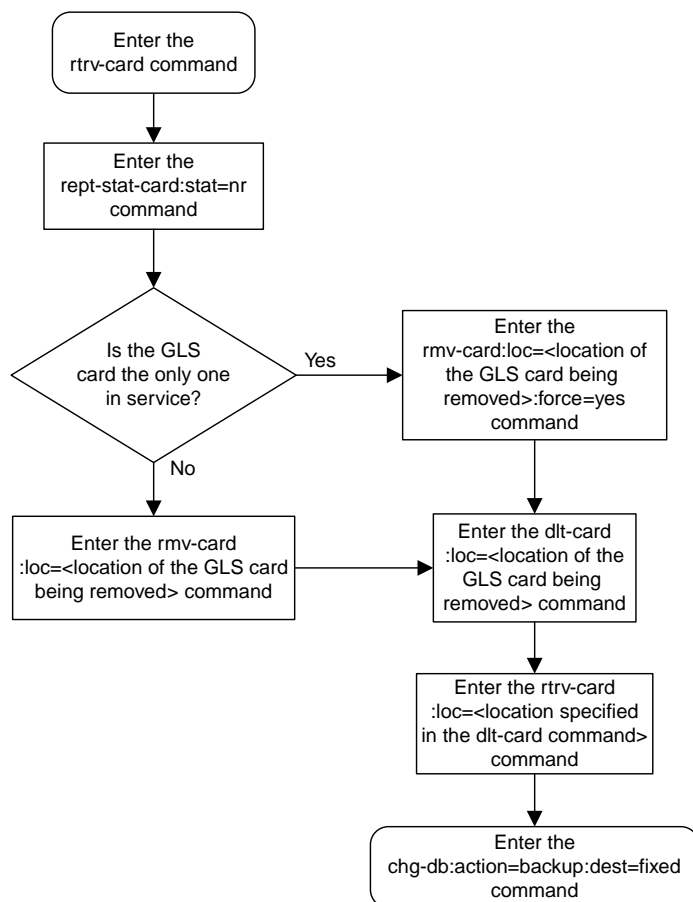 Enter the
rtrv-card command
Enter the
rept-stat-card:stat=nr
command
Is the GLS
card the only one
in service?
Yes
Enter the
rmv-card:loc=<location of
the GLS card being
removed>:force=yes
command
No
Enter the rmv-card
:loc=<location of the GLS card
being removed> command
Enter the dlt-card
:loc=<location of the
GLS card being
removed> command
Enter the rtrv-card
:loc=<location specified
in the dlt-card command>
command
Enter the
chg-db:action=backup:dest=fixed
command